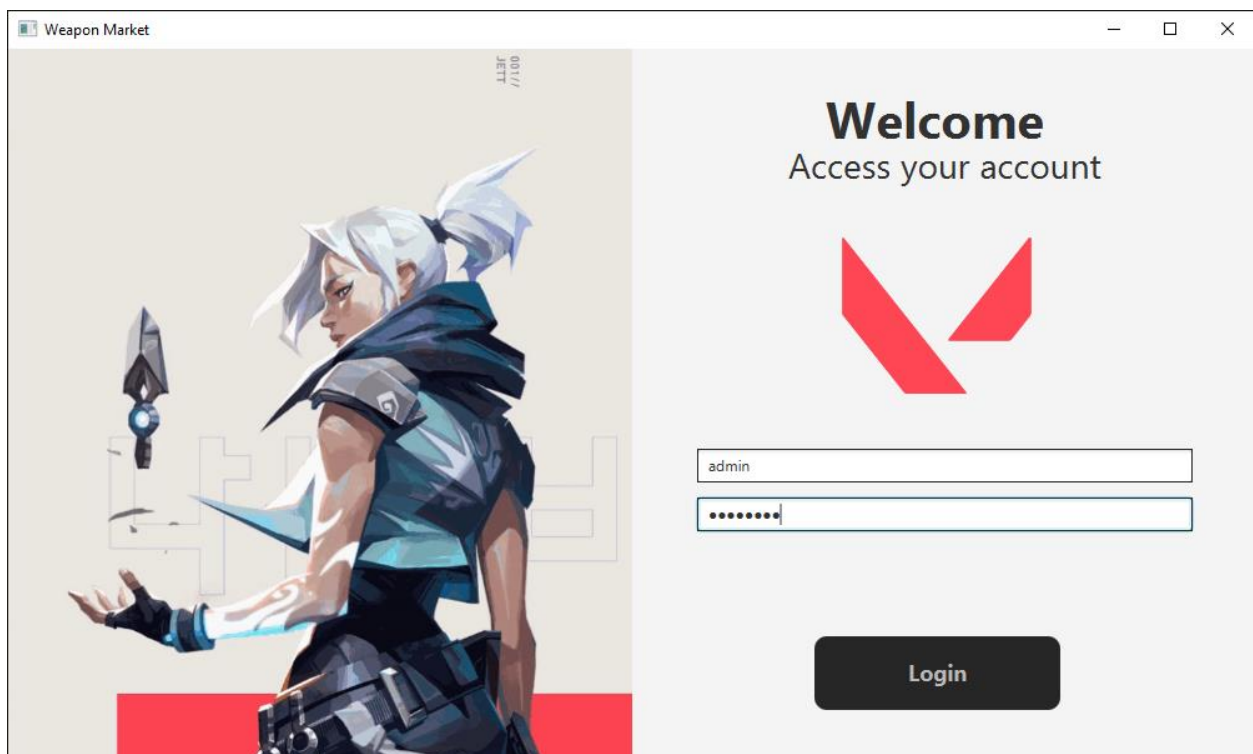 Weapon Market
001//
JETT
Welcome
Access your account
admin
••••••••
Login